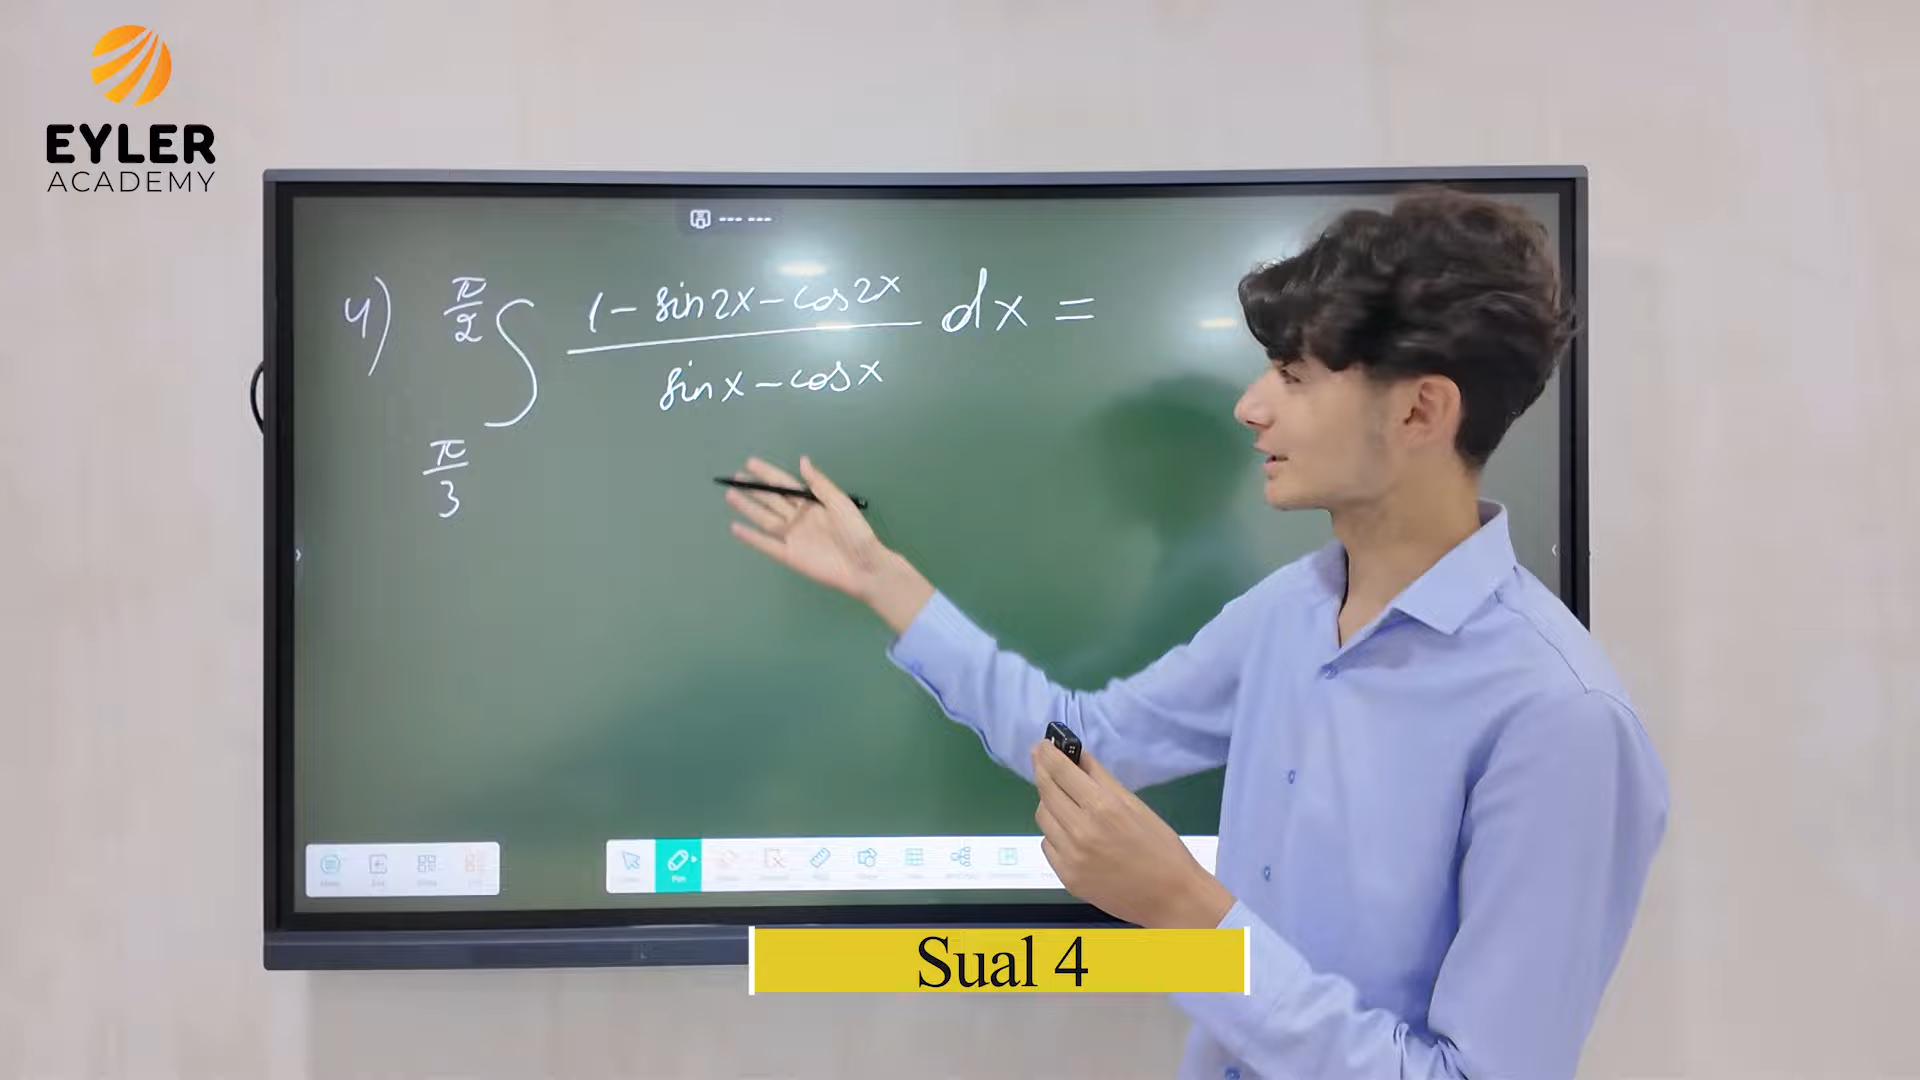 EYLER
ACADEMY
4) ∫_{π/3}^{π/2} (1 - sin2x - cos2x)/(sinx - cosx) dx =
Sual 4